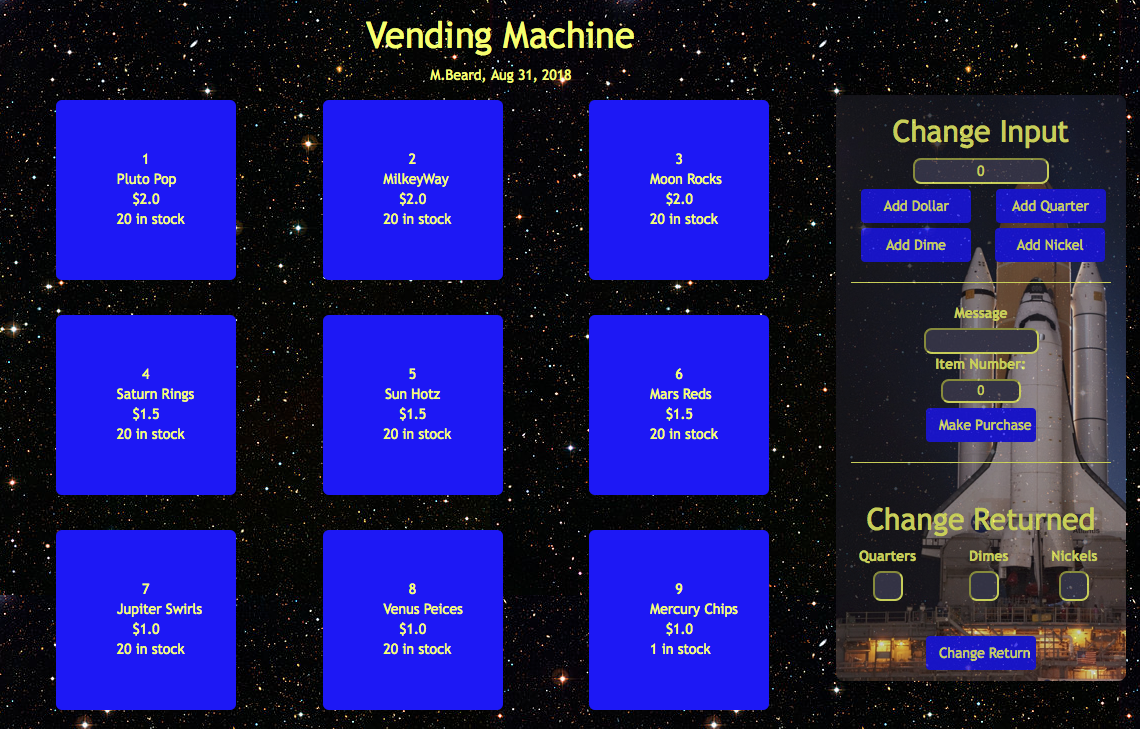 Vending Machine
M.Beard, Aug 31, 2018
1
Pluto Pop
$2.0
20 in stock
2
MilkeyWay
$2.0
20 in stock
3
Moon Rocks
$2.0
20 in stock
4
Saturn Rings
$1.5
20 in stock
5
Sun Hotz
$1.5
20 in stock
6
Mars Reds
$1.5
20 in stock
7
Jupiter Swirls
$1.0
20 in stock
8
Venus Peices
$1.0
20 in stock
9
Mercury Chips
$1.0
1 in stock
Change Input
0
Add Dollar
Add Quarter
Add Dime
Add Nickel
Message
Item Number:
0
Make Purchase
Change Returned
Quarters
Dimes
Nickels
Change Return